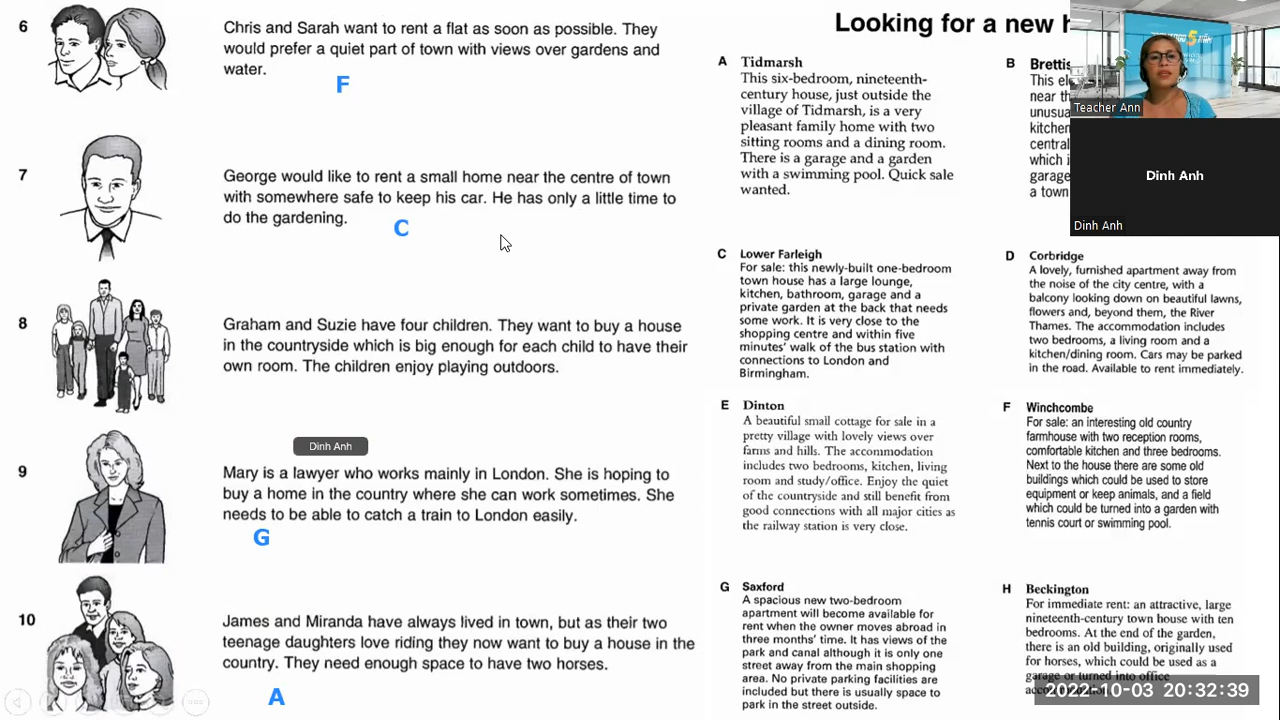 6
Chris and Sarah want to rent a flat as soon as possible. They
would prefer a quiet part of town with views over gardens and
water.
F
7
George would like to rent a small home near the centre of town
with somewhere safe to keep his car. He has only a little time to
do the gardening.
C
8
Graham and Suzie have four children. They want to buy a house
in the countryside which is big enough for each child to have their
own room. The children enjoy playing outdoors.
Dinh Anh
9
Mary is a lawyer who works mainly in London. She is hoping to
buy a home in the country where she can work sometimes. She
needs to be able to catch a train to London easily.
G
10
James and Miranda have always lived in town, but as their two
teenage daughters love riding they now want to buy a house in the
country. They need enough space to have two horses.
A
Looking for a new
A Tidmarsh
This six-bedroom, nineteenth-
century house, just outside the
village of Tidmarsh, is a very
pleasant family home with two
sitting rooms and a dining room.
There is a garage and a garden
with a swimming pool. Quick sale
wanted.
B
This
near
kitchen
which
garage
a town
Teacher Ann
Dinh Anh
Dinh Anh
C Lower Farleigh
For sale: this newly-built one-bedroom
town house has a large lounge,
kitchen, bathroom, garage and a
private garden at the back that needs
some work. It is very close to the
shopping centre and within five
minutes' walk of the bus station with
connections to London and
Birmingham.
D Corbridge
A lovely, furnished apartment away from
the noise of the city centre, with a
balcony looking down on beautiful lawns,
flowers and, beyond them, the River
Thames. The accommodation includes
two bedrooms, a living room and a
kitchen/dining room. Cars may be parked
in the road. Available to rent immediately.
E Dinton
A beautiful small cottage for sale in a
pretty village with lovely views over
farms and hills. The accommodation
includes two bedrooms, kitchen, living
room and study/office. Enjoy the quiet
of the countryside and still benefit from
good connections with all major cities as
the railway station is very close.
F Winchcombe
For sale: an interesting old country
farmhouse with two reception rooms,
comfortable kitchen and three bedrooms.
Next to the house there are some old
buildings which could be used to store
equipment or keep animals, and a field
which could be turned into a garden with
tennis court or swimming pool.
G Saxford
A spacious new two-bedroom
apartment will become available for
rent when the owner moves abroad in
three months' time. It has views of the
park and canal although it is only one
street away from the main shopping
area. No private parking facilities are
included but there is usually space to
park in the street outside.
H Beckington
For immediate rent: an attractive, large
nineteenth-century town house with ten
bedrooms. At the end of the garden,
there is an old building, originally used
for horses, which could be used as a
garage or turned into office
2022-10-03 20:32:39